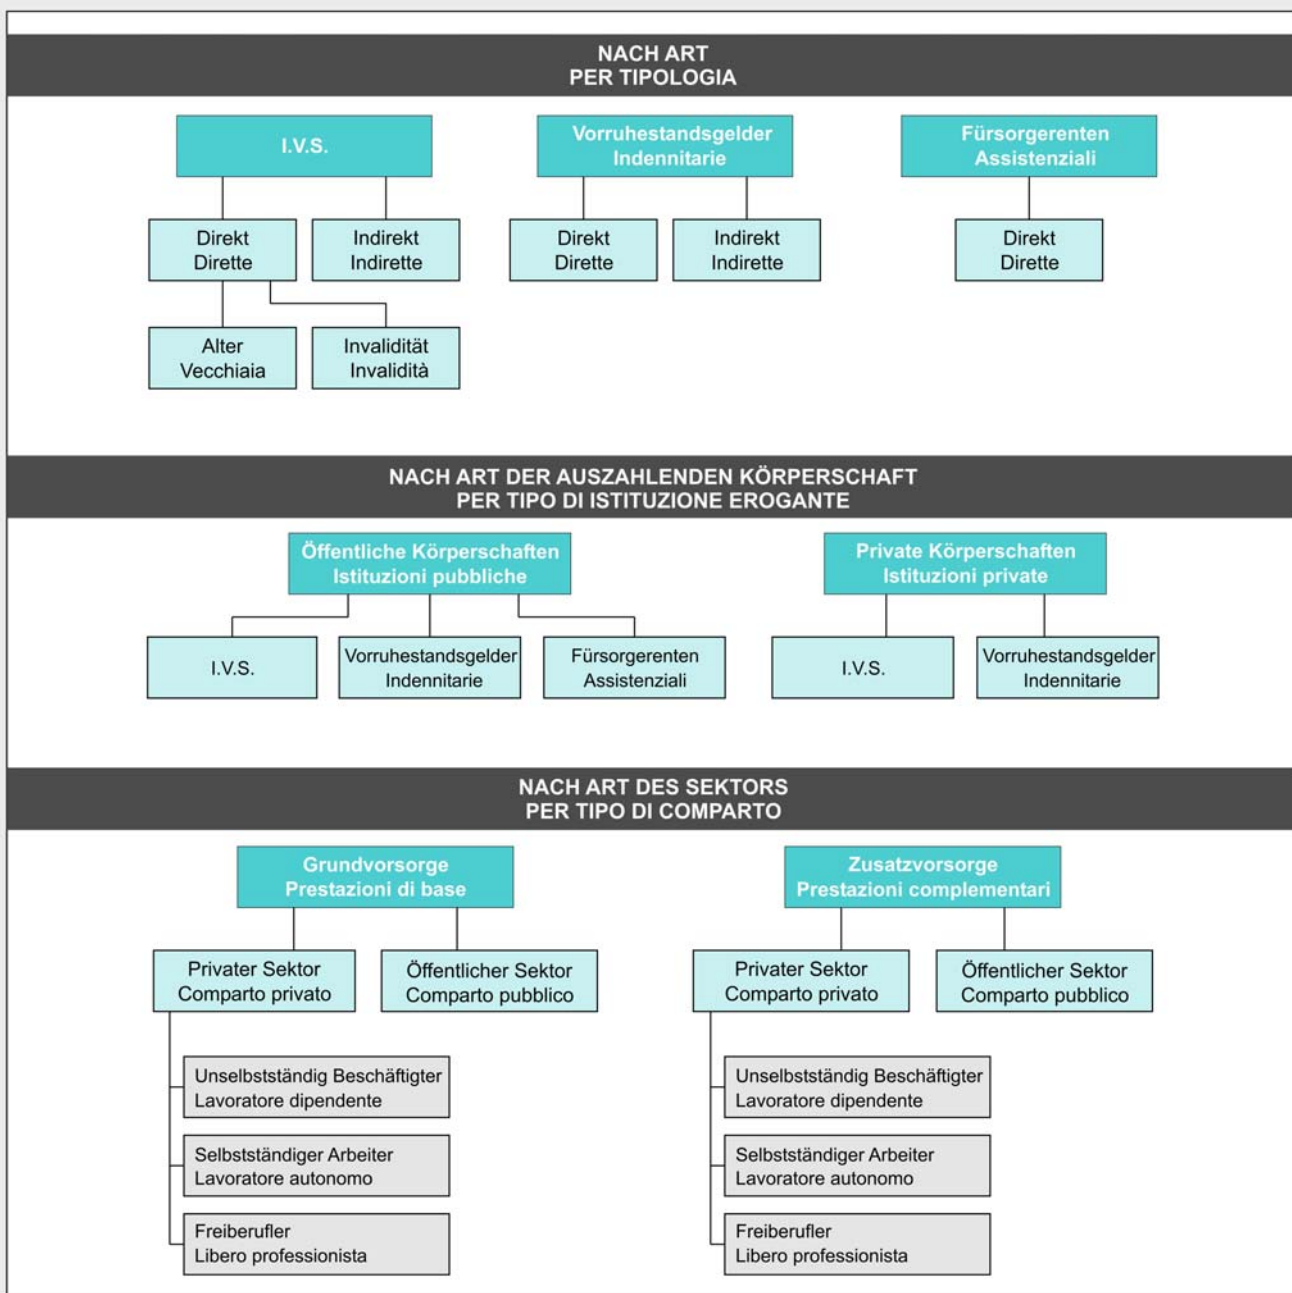 NACH ART
PER TIPOLOGIA
I.V.S.
Vorruhestandsgelder
Indennitarie
Fürsorgerenten
Assistenziali
Direkt
Dirette
Indirekt
Indirette
Direkt
Dirette
Indirekt
Indirette
Direkt
Dirette
Alter
Vecchiaia
Invalidität
Invalidità
NACH ART DER AUSZAHLENDEN KÖRPERSCHAFT
PER TIPO DI ISTITUZIONE EROGANTE
Öffentliche Körperschaften
Istituzioni pubbliche
Private Körperschaften
Istituzioni private
I.V.S.
Vorruhestandsgelder
Indennitarie
Fürsorgerenten
Assistenziali
I.V.S.
Vorruhestandsgelder
Indennitarie
NACH ART DES SEKTORS
PER TIPO DI COMPARTO
Grundvorsorge
Prestazioni di base
Zusatzvorsorge
Prestazioni complementari
Privater Sektor
Comparto privato
Öffentlicher Sektor
Comparto pubblico
Privater Sektor
Comparto privato
Öffentlicher Sektor
Comparto pubblico
Unselbstständig Beschäftigter
Lavoratore dipendente
Selbstständiger Arbeiter
Lavoratore autonomo
Freiberufler
Libero professionista
Unselbstständig Beschäftigter
Lavoratore dipendente
Selbstständiger Arbeiter
Lavoratore autonomo
Freiberufler
Libero professionista